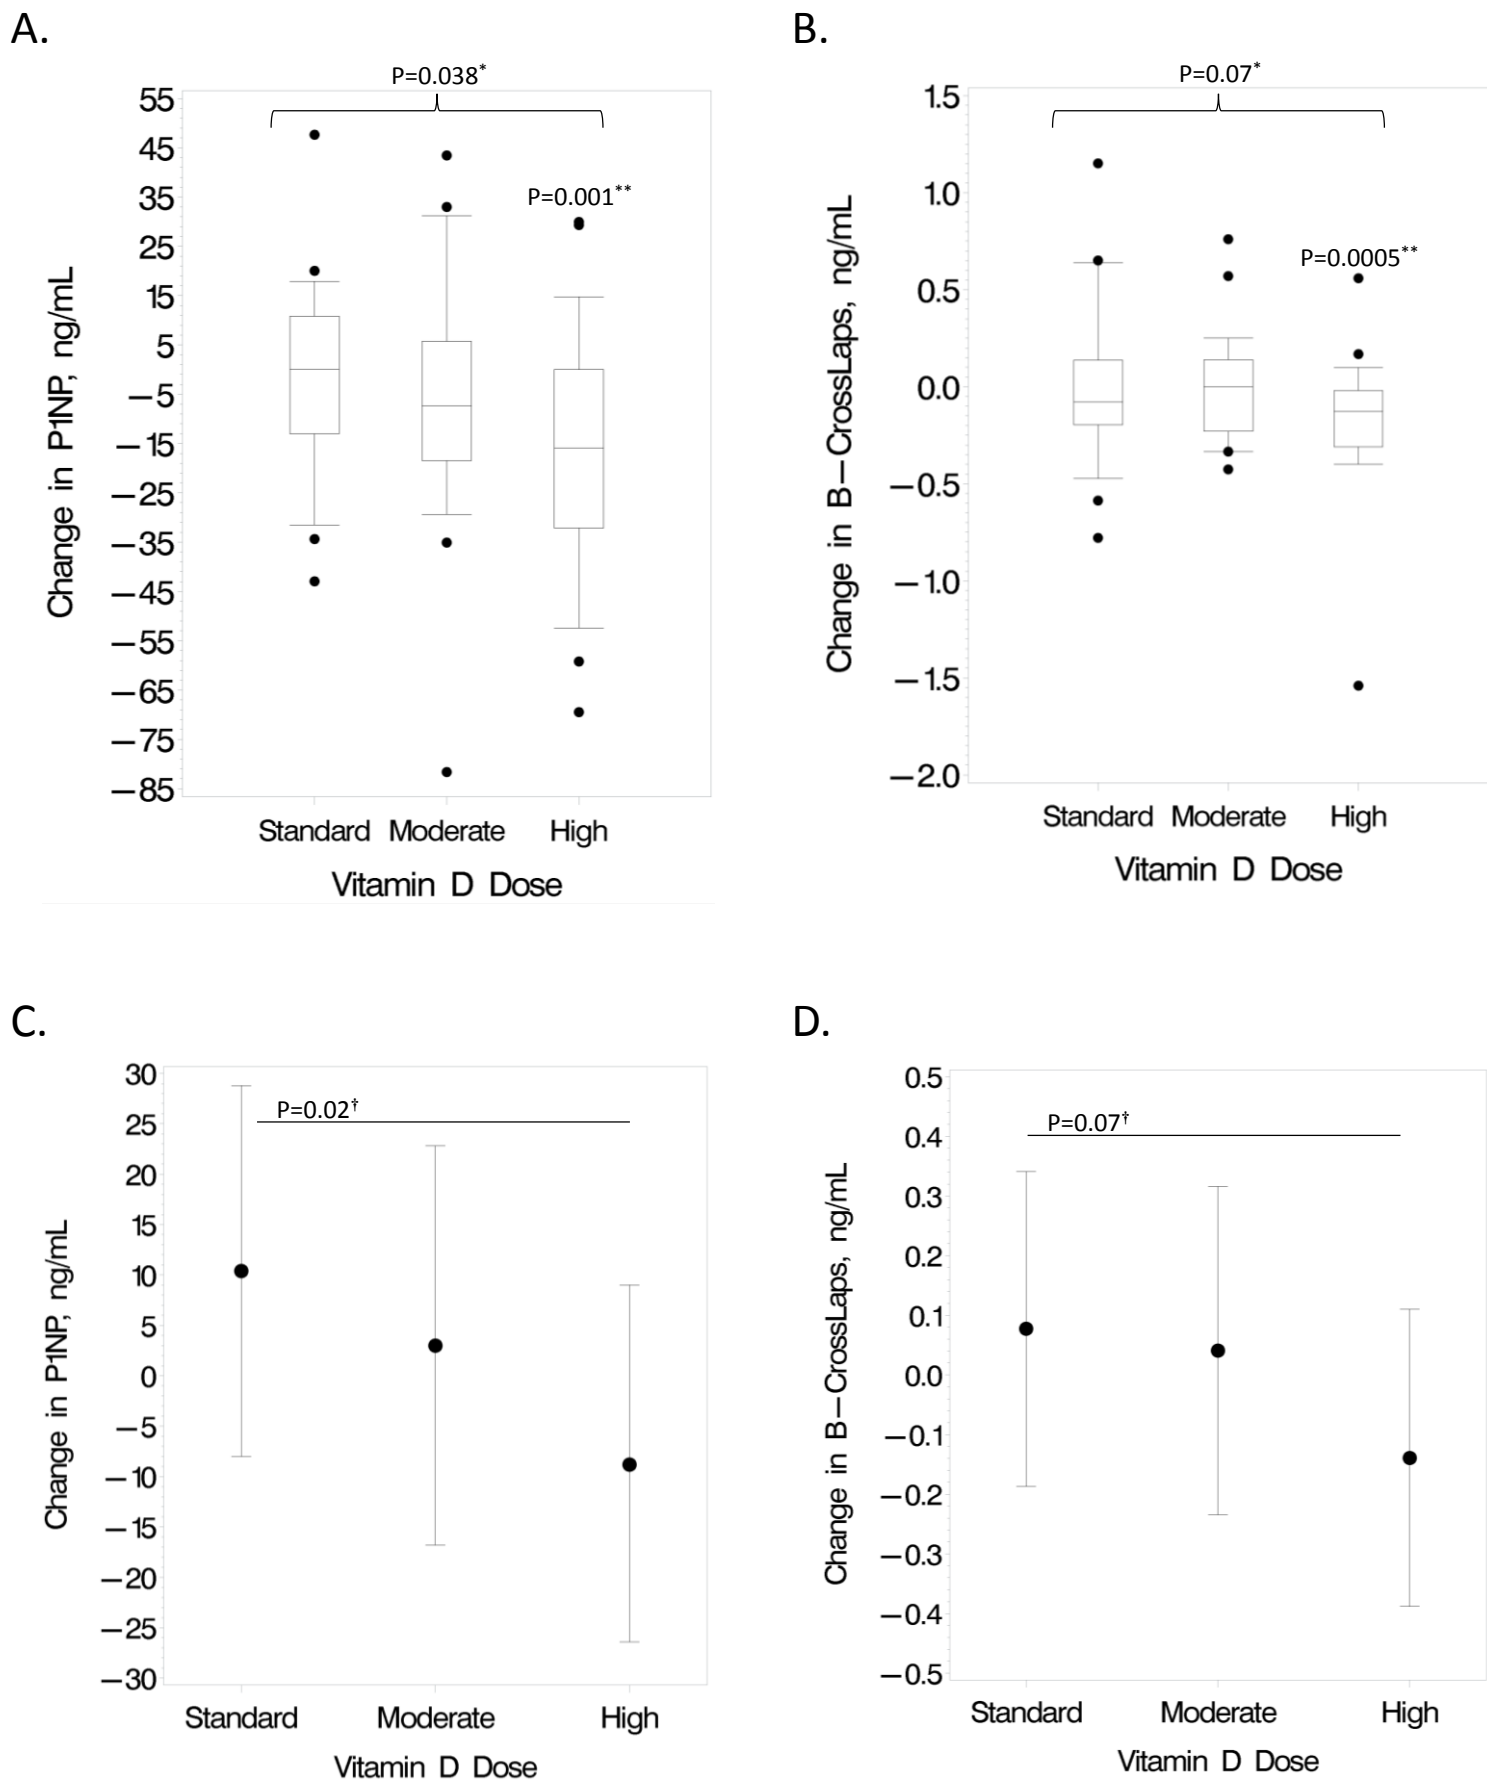 A.
P=0.038*
55
45
35
25
15
5
−5
−15
−25
−35
−45
−55
−65
−75
−85
Change in P1NP, ng/mL
P=0.001**
Standard Moderate High
Vitamin D Dose
B.
P=0.07*
1.5
1.0
0.5
0.0
−0.5
−1.0
−1.5
−2.0
Change in B−CrossLaps, ng/mL
P=0.0005**
Standard Moderate High
Vitamin D Dose
C.
30
25
20
15
10
5
0
−5
−10
−15
−20
−25
−30
Change in P1NP, ng/mL
P=0.02†
Standard Moderate High
Vitamin D Dose
D.
0.5
0.4
0.3
0.2
0.1
0.0
−0.1
−0.2
−0.3
−0.4
−0.5
Change in B−CrossLaps, ng/mL
P=0.07†
Standard Moderate High
Vitamin D Dose